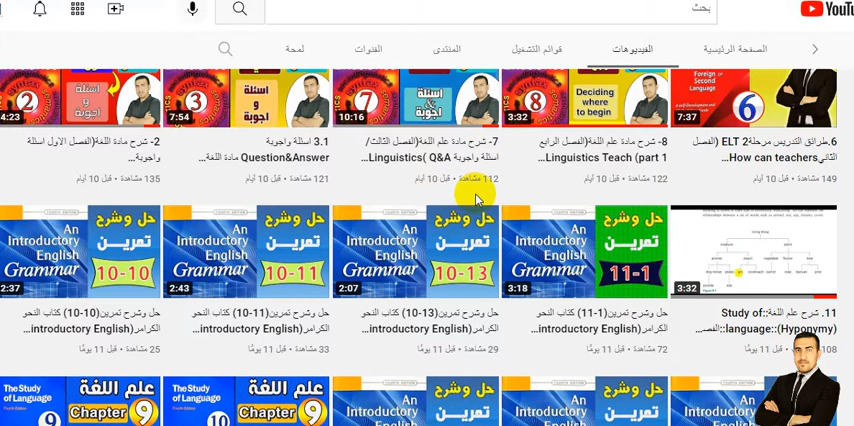 YouTu
بحث
الصفحة الرئيسية
الفيديوهات
قوائم التشغيل
المنتدى
القنوات
لمحة
Foreign or
Second
Language
6
7:37
Deciding
where
to begin
8
3:32
اسئلة
&
اجوبة
7
10:16
اسئلة
و
اجوبة
3
7:54
اسئلة
و
اجوبة
2
4:23
6.طرائق التدريس مرحلة2 ELT (الفصل
الثاني)How can teachers...
149 مشاهدة • قبل 10 أيام
8- شرح مادة علم اللغة(الفصل الرابع
Linguistics Teach (part 1...
122 مشاهدة • قبل 10 أيام
7- شرح مادة علم اللغة(الفصل الثالث/
اسئلة واجوبة Linguistics( Q&A...
112 مشاهدة • قبل 10 أيام
3.1 اسئلة واجوبة
Question&Answer مادة اللغة...
121 مشاهدة • قبل 10 أيام
2- شرح مادة اللغة(الفصل الاول اسئلة
واجوبة...
135 مشاهدة • قبل 10 أيام
3:32
An
Introductory
English
Grammar
حل وشرح
تمرين
11-1
3:18
An
Introductory
English
Grammar
حل وشرح
تمرين
10-13
2:07
An
Introductory
English
Grammar
حل وشرح
تمرين
10-11
2:43
An
Introductory
English
Grammar
حل وشرح
تمرين
10-10
2:37
11. شرح علم اللغة::Study of
language::(Hyponymy)::الفصـ...
108 مشاهدة • قبل 11 يومًا
حل وشرح تمرين(1-11) كتاب النحو
الكرامر(introductory English...
72 مشاهدة • قبل 11 يومًا
حل وشرح تمرين(13-10) كتاب النحو
الكرامر(introductory English...
29 مشاهدة • قبل 11 يومًا
حل وشرح تمرين(11-10) كتاب النحو
الكرامر(introductory English...
33 مشاهدة • قبل 11 يومًا
حل وشرح تمرين(10-10) كتاب النحو
الكرامر(introductory English...
25 مشاهدة • قبل 11 يومًا
An
Introductory
حل وشرح
تمرين
An
Introductory
حل وشرح
تمرين
The Study
of Language
10
علم اللغة
Chapter 9
The Study
of Language
9
علم اللغة
Chapter 9